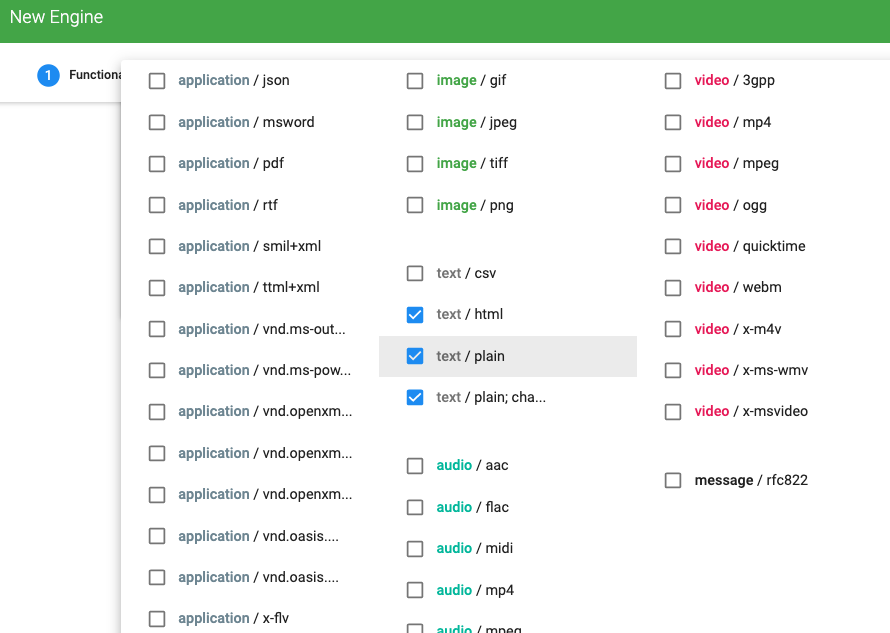 New Engine
1 Functiona
application / json
application / msword
application / pdf
application / rtf
application / smil+xml
application / ttml+xml
application / vnd.ms-out...
application / vnd.ms-pow...
application / vnd.openxm...
application / vnd.openxm...
application / vnd.openxm...
application / vnd.oasis....
application / vnd.oasis....
application / x-flv
image / gif
image / jpeg
image / tiff
image / png
text / csv
text / html
text / plain
text / plain; cha...
audio / aac
audio / flac
audio / midi
audio / mp4
audio / mpeg
video / 3gpp
video / mp4
video / mpeg
video / ogg
video / quicktime
video / webm
video / x-m4v
video / x-ms-wmv
video / x-msvideo
message / rfc822